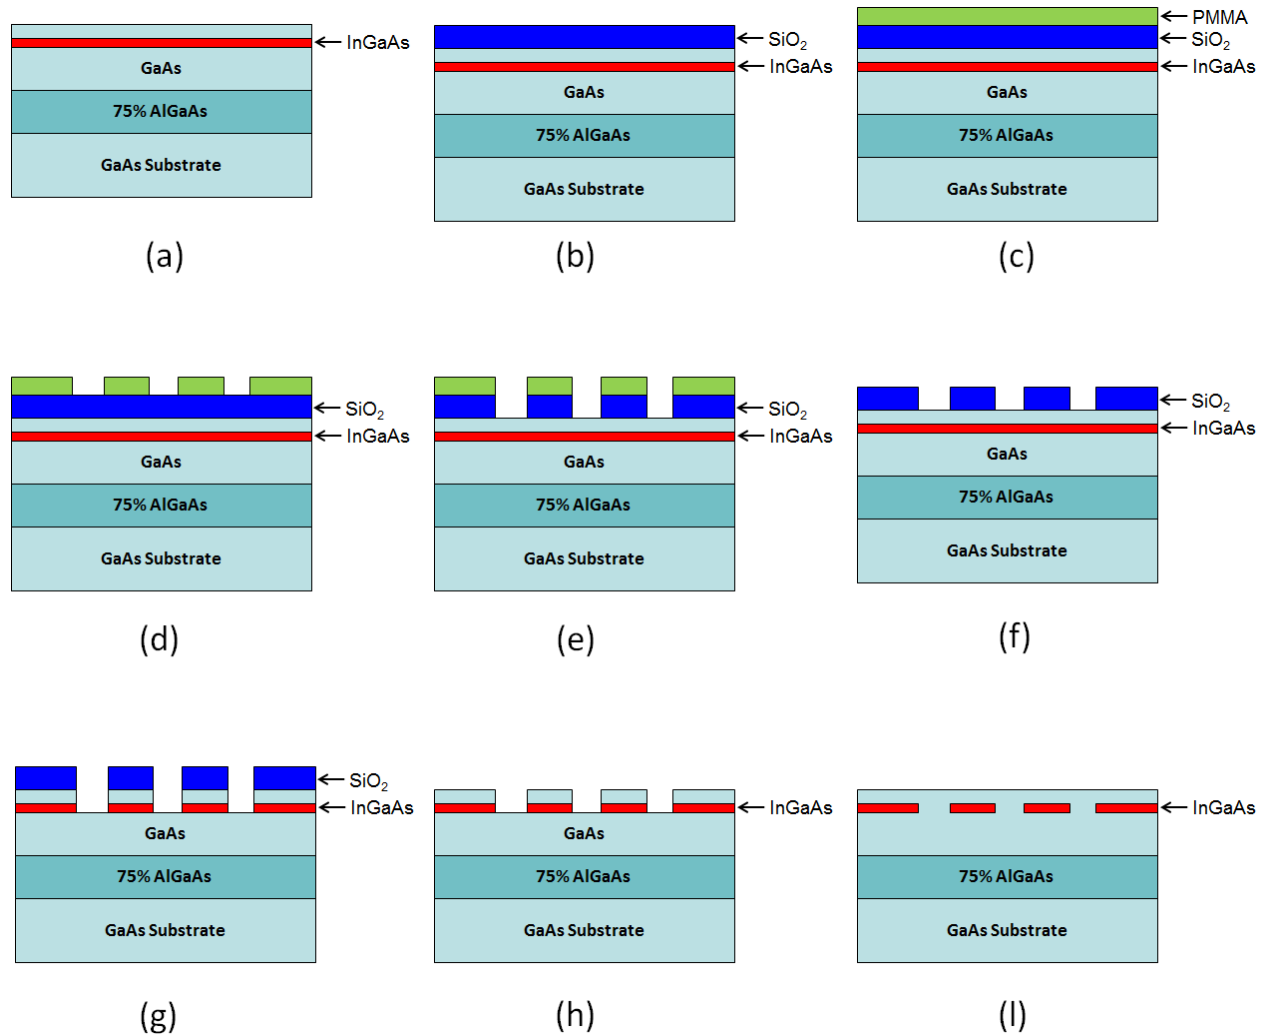 InGaAs
GaAs
75% AlGaAs
GaAs Substrate
(a)
SiO₂
InGaAs
GaAs
75% AlGaAs
GaAs Substrate
(b)
PMMA
SiO₂
InGaAs
GaAs
75% AlGaAs
GaAs Substrate
(c)
SiO₂
InGaAs
GaAs
75% AlGaAs
GaAs Substrate
(d)
SiO₂
InGaAs
GaAs
75% AlGaAs
GaAs Substrate
(e)
SiO₂
InGaAs
GaAs
75% AlGaAs
GaAs Substrate
(f)
SiO₂
InGaAs
GaAs
75% AlGaAs
GaAs Substrate
(g)
InGaAs
GaAs
75% AlGaAs
GaAs Substrate
(h)
InGaAs
75% AlGaAs
GaAs Substrate
(l)